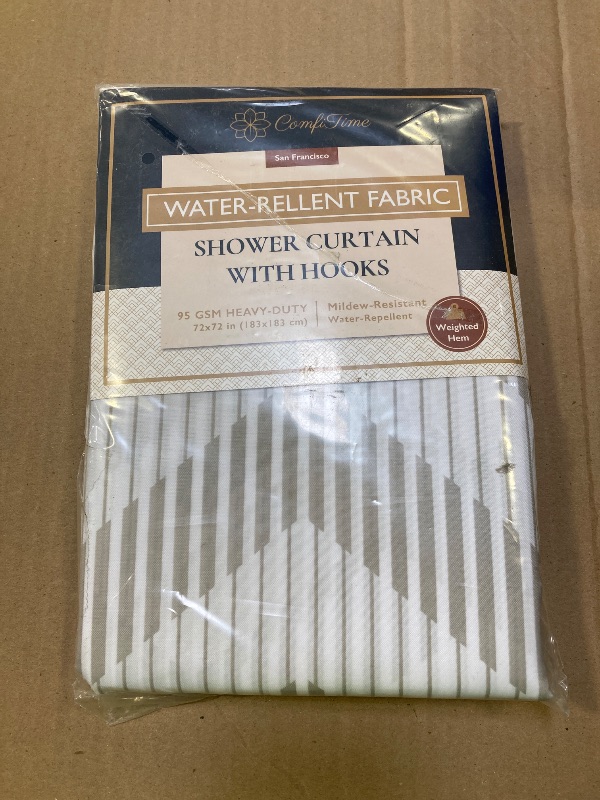 ComfiTime
San Francisco
WATER-RELLENT FABRIC
SHOWER CURTAIN
WITH HOOKS
95 GSM HEAVY-DUTY
72x72 in (183x183 cm)
Mildew-Resistant
Water-Repellent
Weighted
Hem